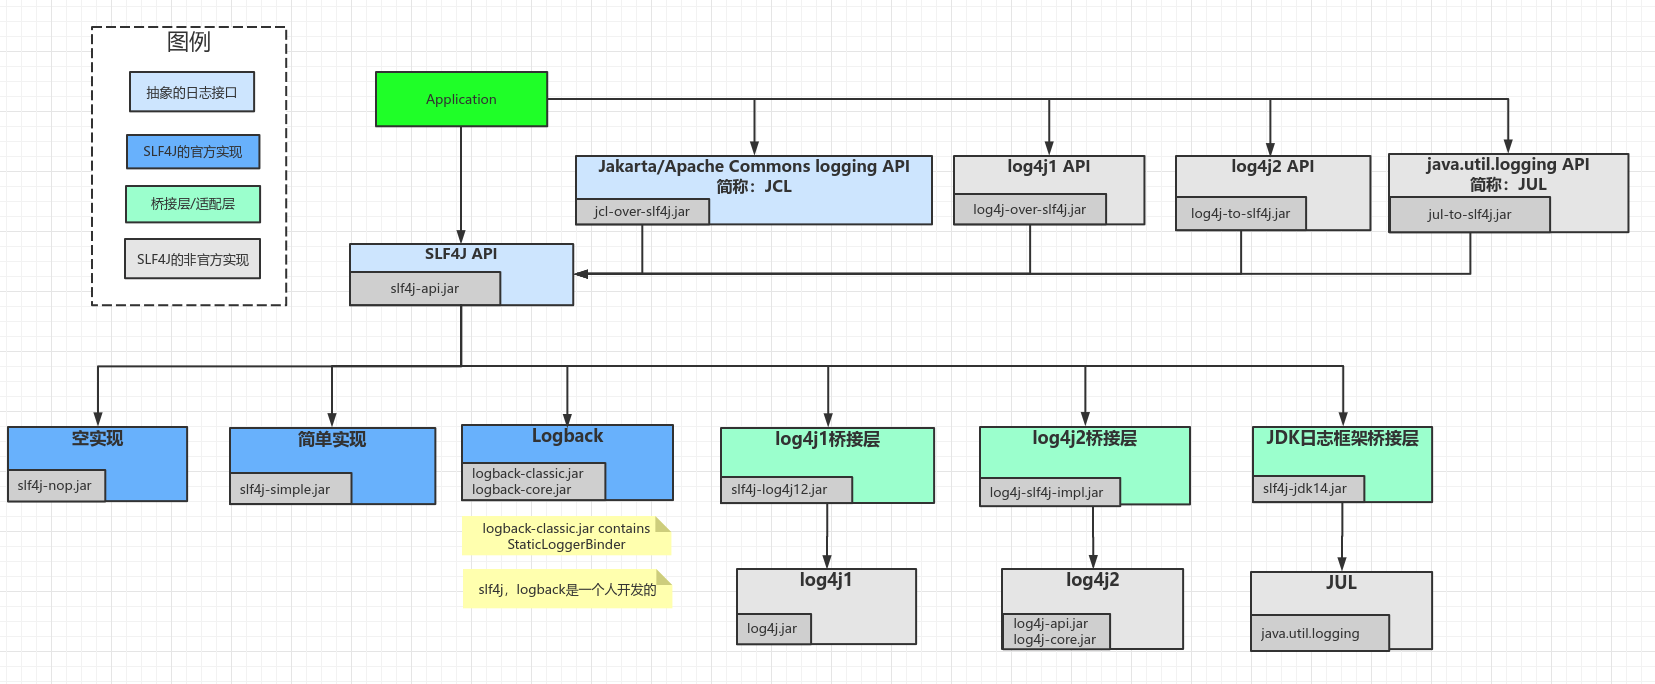 图例
抽象的日志接口
SLF4J的官方实现
桥接层/适配层
SLF4J的非官方实现
Application
Jakarta/Apache Commons logging API
简称：JCL
jcl-over-slf4j.jar
log4j1 API
log4j-over-slf4j.jar
log4j2 API
log4j-to-slf4j.jar
java.util.logging API
简称：JUL
jul-to-slf4j.jar
SLF4J API
slf4j-api.jar
空实现
slf4j-nop.jar
简单实现
slf4j-simple.jar
Logback
logback-classic.jar
logback-core.jar
log4j1桥接层
slf4j-log4j12.jar
log4j2桥接层
log4j-slf4j-impl.jar
JDK日志框架桥接层
slf4j-jdk14.jar
logback-classic.jar contains
StaticLoggerBinder
slf4j，logback是一个人开发的
log4j1
log4j.jar
log4j2
log4j-api.jar
log4j-core.jar
JUL
java.util.logging